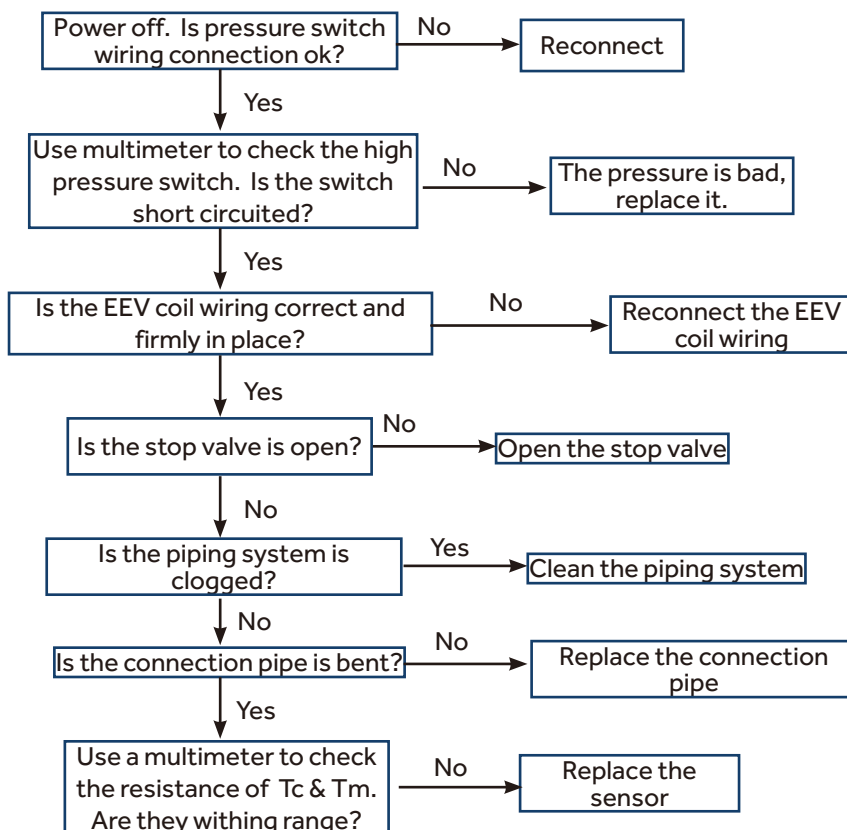 Power off. Is pressure switch
wiring connection ok?
No
Reconnect
Yes
Use multimeter to check the high
pressure switch. Is the switch
short circuited?
No
The pressure is bad,
replace it.
Yes
Is the EEV coil wiring correct and
firmly in place?
No
Reconnect the EEV
coil wiring
Yes
Is the stop valve is open?
No
Open the stop valve
No
Is the piping system is
clogged?
Yes
Clean the piping system
No
Is the connection pipe is bent?
No
Replace the connection
pipe
Yes
Use a multimeter to check
the resistance of Tc & Tm.
Are they withing range?
No
Replace the
sensor